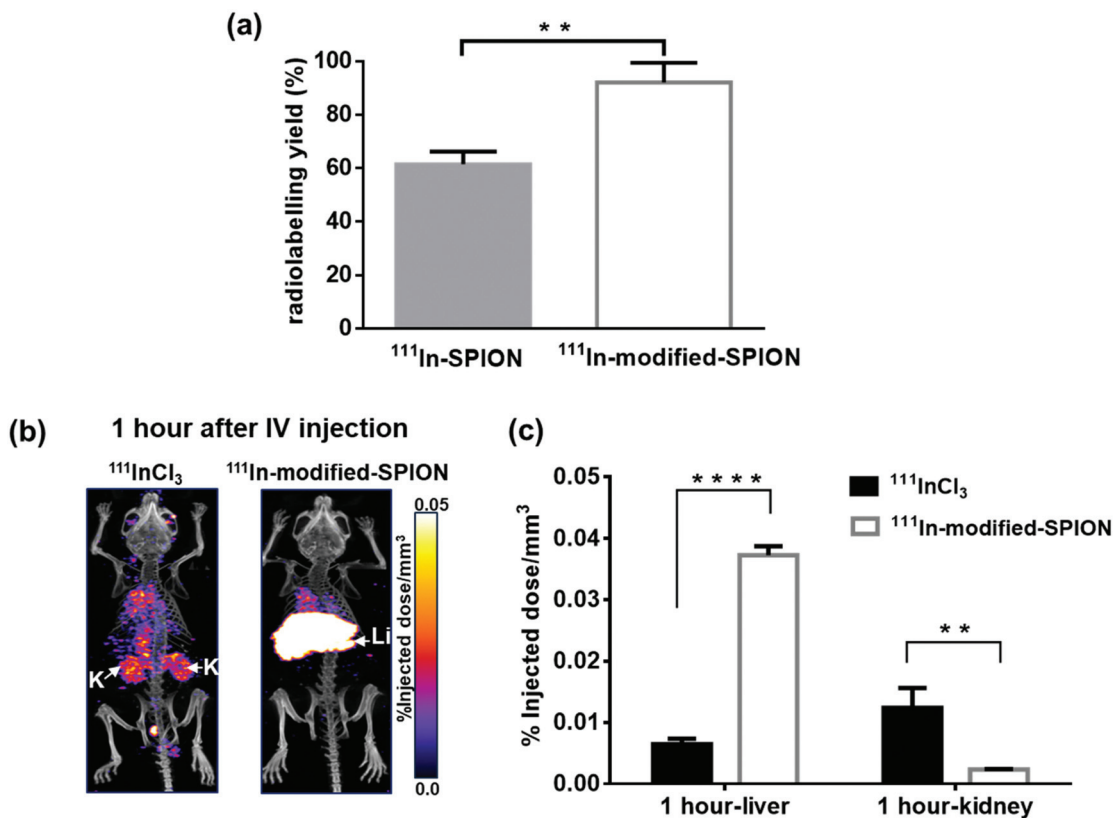 (a)
* *
radiolabelling yield (%)
100
80
60
40
20
0
¹¹¹In-SPION
¹¹¹In-modified-SPION
(b)
1 hour after IV injection
¹¹¹InCl₃
¹¹¹In-modified-SPION
K
K
Li
0.05
%Injected dose/mm³
0.0
(c)
% Injected dose/mm³
0.05
0.04
0.03
0.02
0.01
0.00
* * * *
* *
¹¹¹InCl₃
¹¹¹In-modified-SPION
1 hour-liver
1 hour-kidney